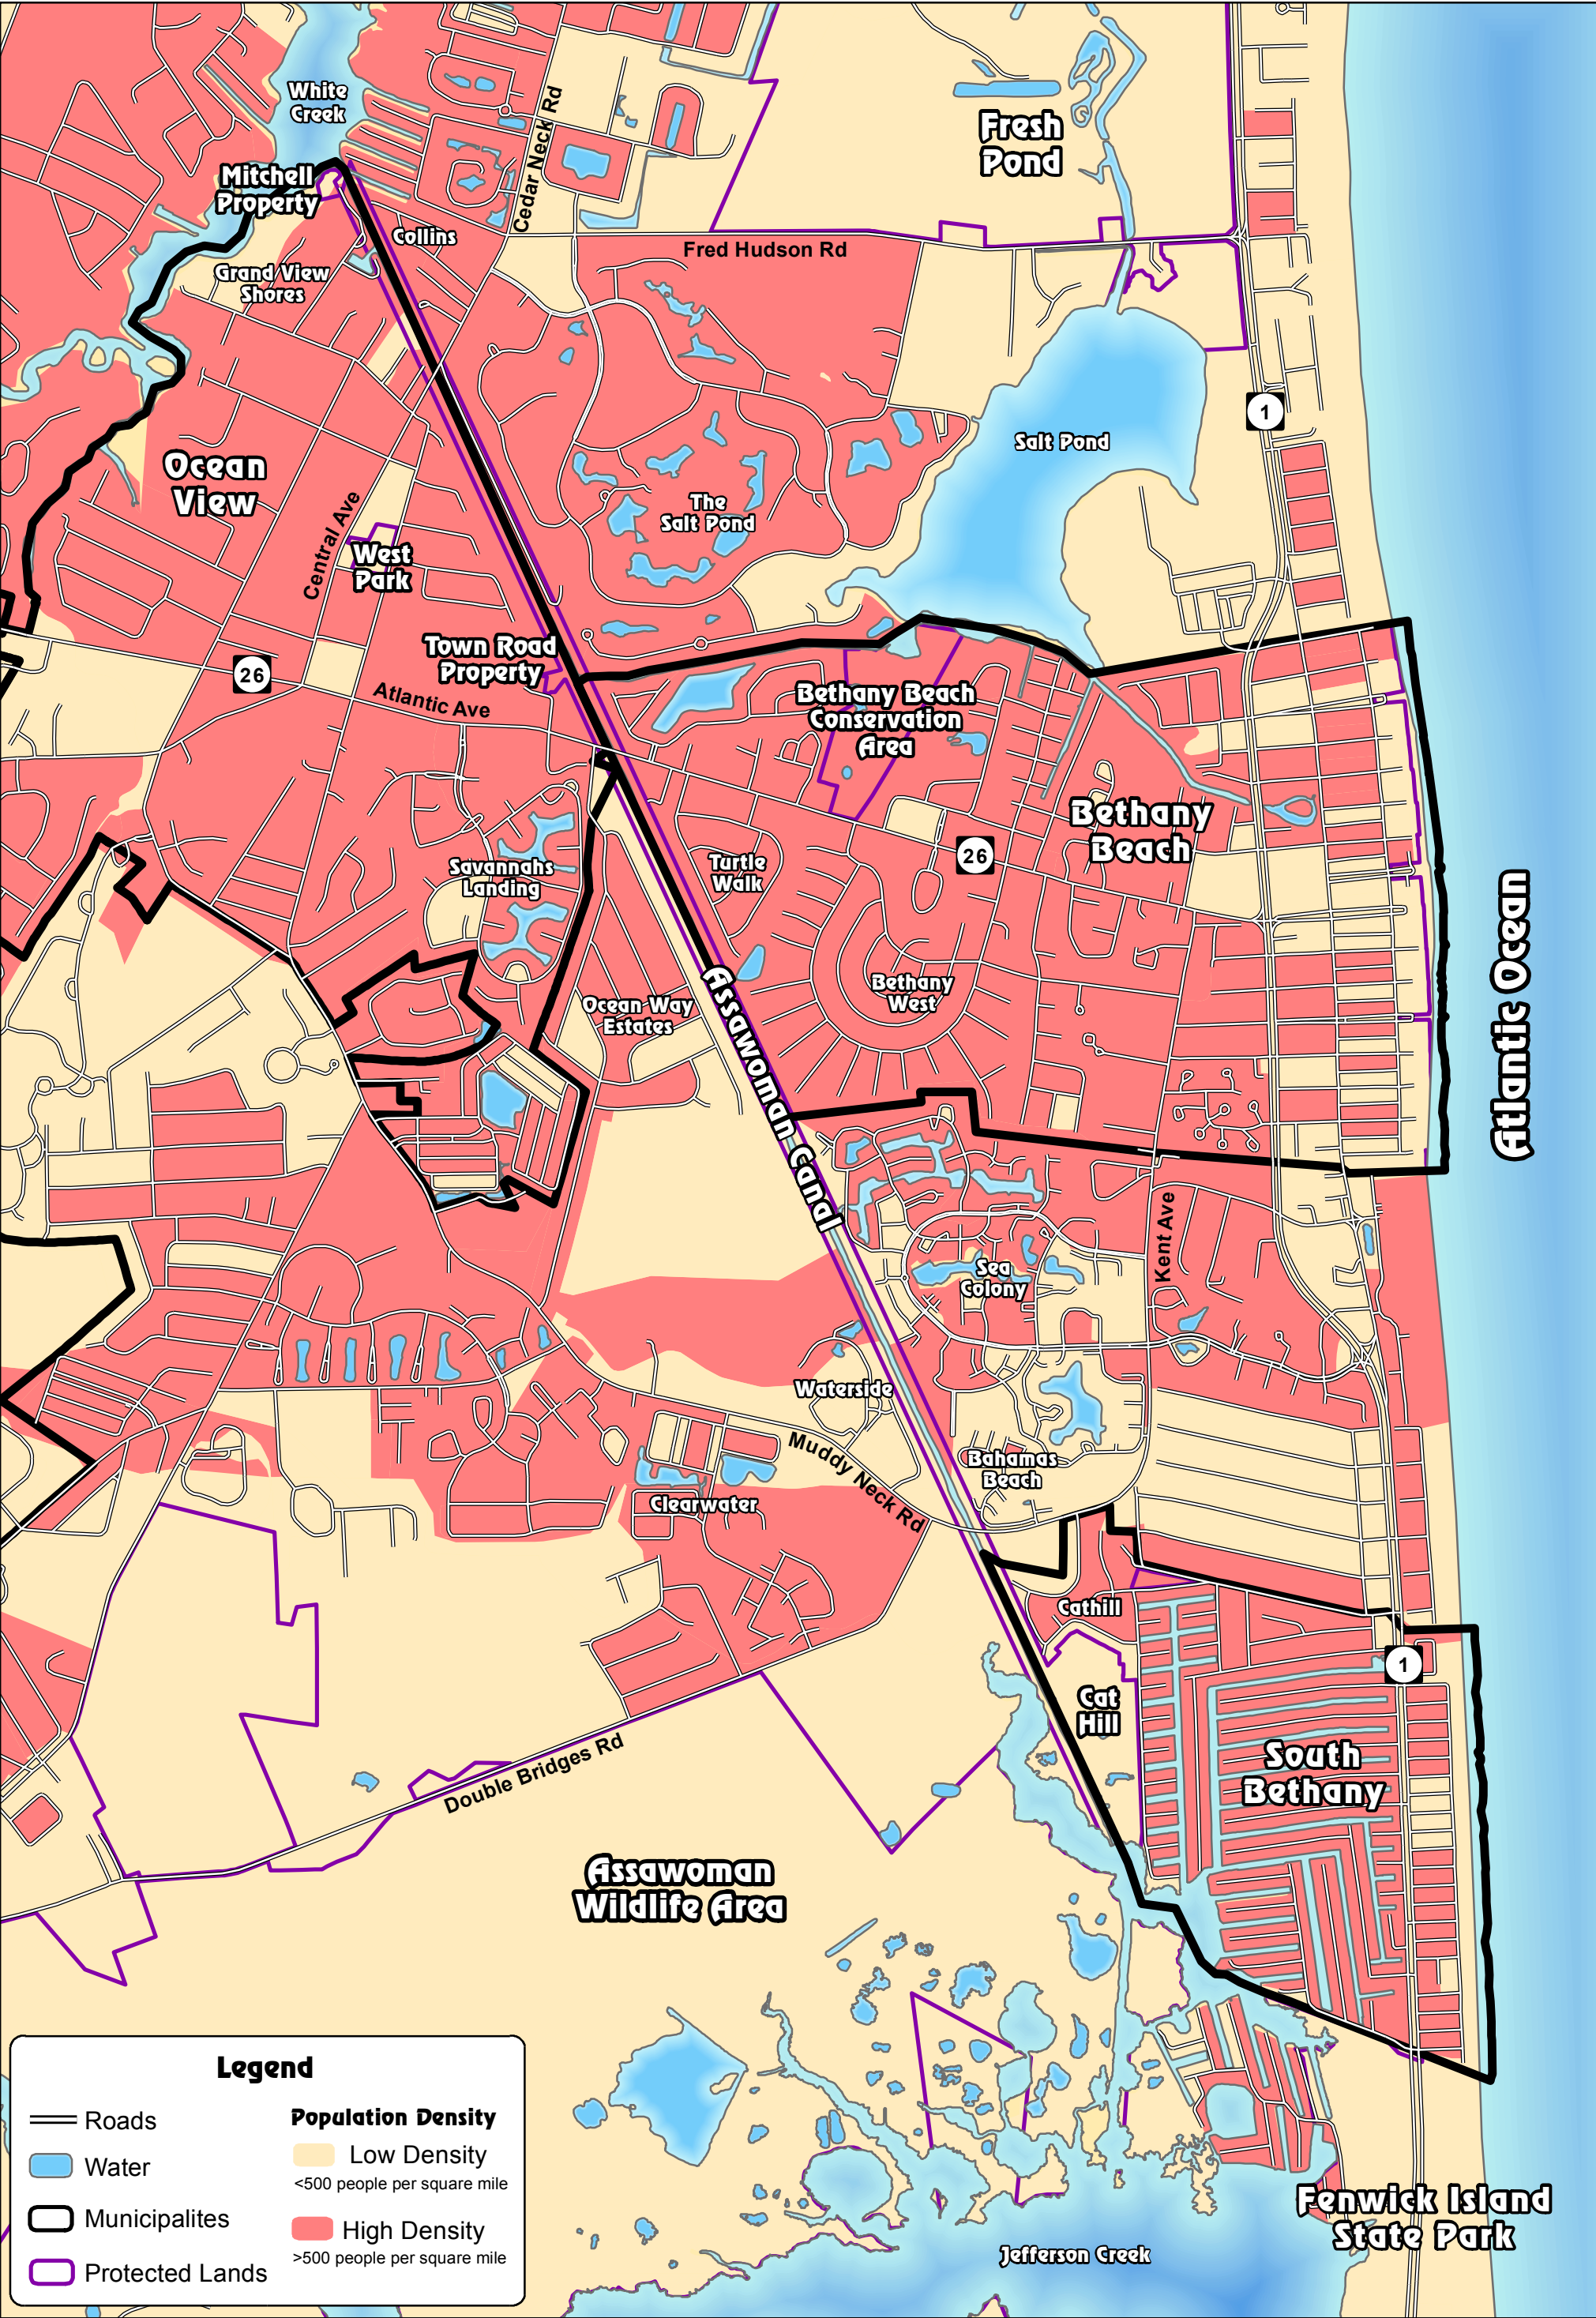 White
Creek
Mitchell
Property
Cedar Neck Rd
Fresh
Pond
Collins
Fred Hudson Rd
Grand View
Shores
1
Salt Pond
Ocean
View
The
Salt Pond
Central Ave
West
Park
Town Road
Property
26
Atlantic Ave
Bethany Beach
Conservation
Area
Bethany
Beach
26
Turtle
Walk
Savannahs
Landing
Bethany
West
Ocean Way
Estates
Assawoman Canal
Atlantic Ocean
Kent Ave
Sea
Colony
Waterside
Muddy Neck Rd
Bahamas
Beach
Clearwater
Cathill
1
Cat
Hill
South
Bethany
Double Bridges Rd
Assawoman
Wildlife Area
Fenwick Island
State Park
Jefferson Creek
Legend
Roads
Water
Municipalites
Protected Lands
Population Density
Low Density
<500 people per square mile
High Density
>500 people per square mile